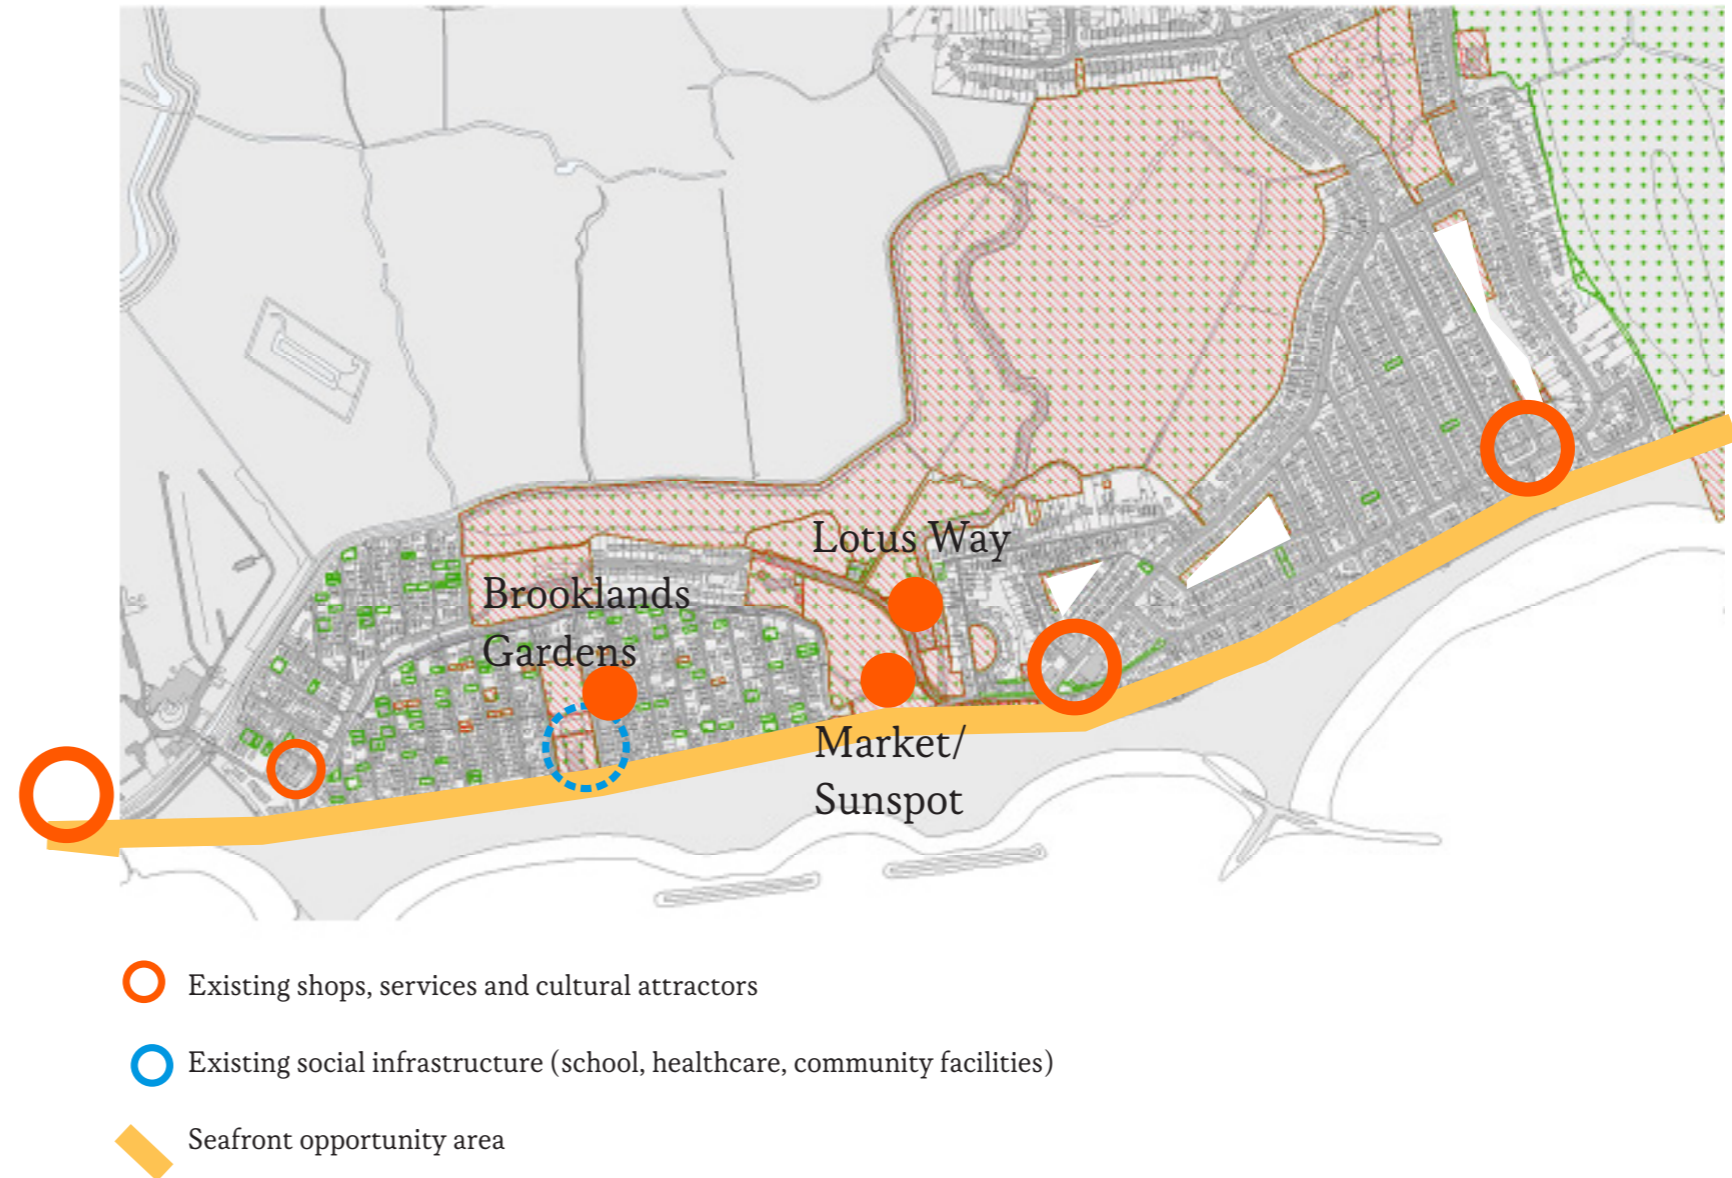 Lotus Way
Brooklands
Gardens
Market/
Sunspot
Existing shops, services and cultural attractors
Existing social infrastructure (school, healthcare, community facilities)
Seafront opportunity area